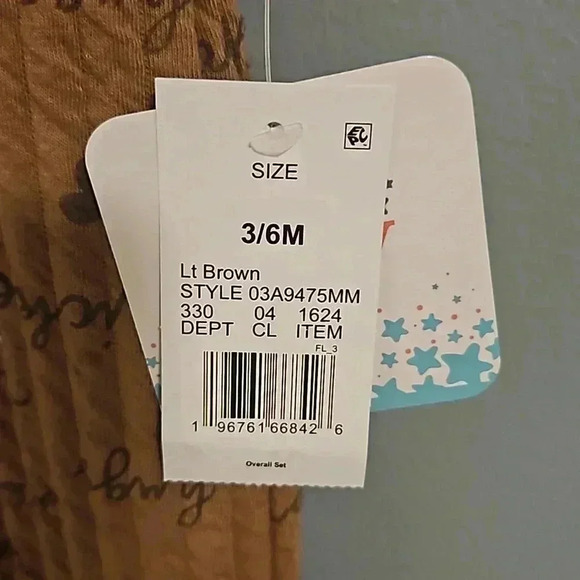 SIZE
3/6M
Lt Brown
STYLE 03A9475MM
330 04 1624
DEPT CL ITEM
FL_3
1 96761 66842 6
Overall Set